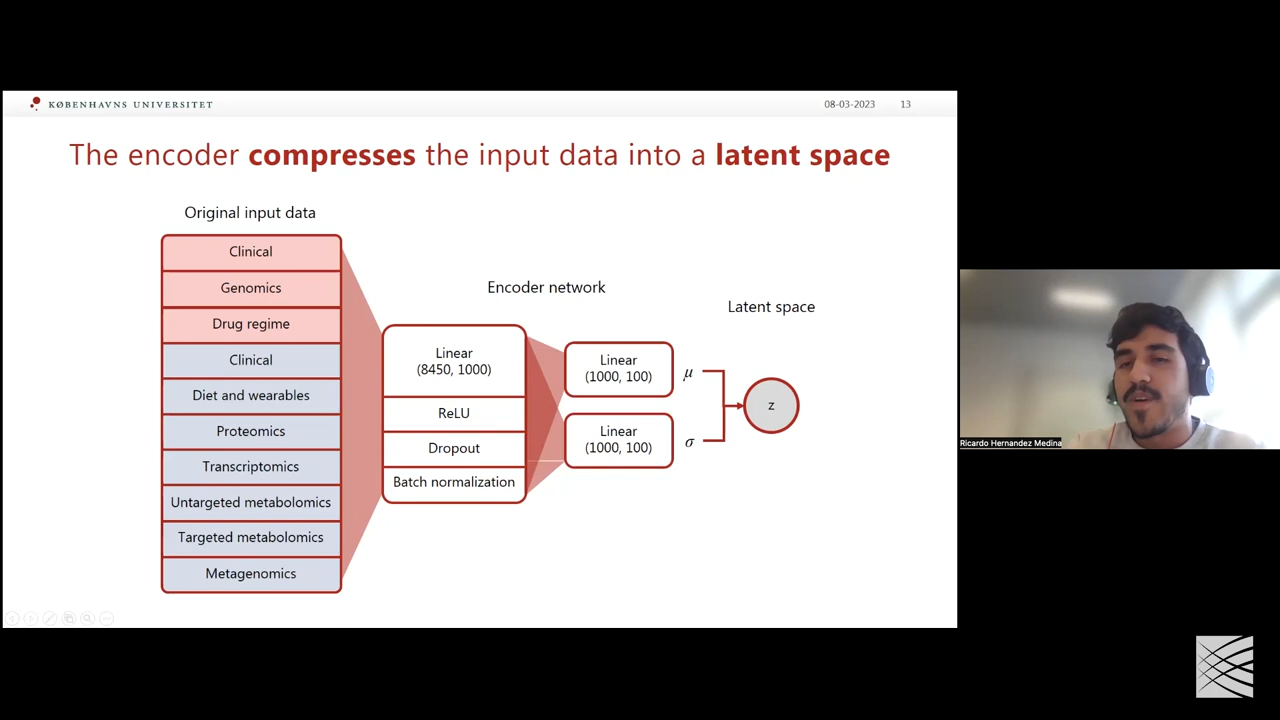 KØBENHAVNS UNIVERSITET
08-03-2023 13
The encoder compresses the input data into a latent space
Original input data
Clinical
Genomics
Drug regime
Clinical
Diet and wearables
Proteomics
Transcriptomics
Untargeted metabolomics
Targeted metabolomics
Metagenomics
Encoder network
Linear
(8450, 1000)
ReLU
Dropout
Batch normalization
Linear
(1000, 100)
μ
Linear
(1000, 100)
σ
Latent space
z
Ricardo Hernandez Medina